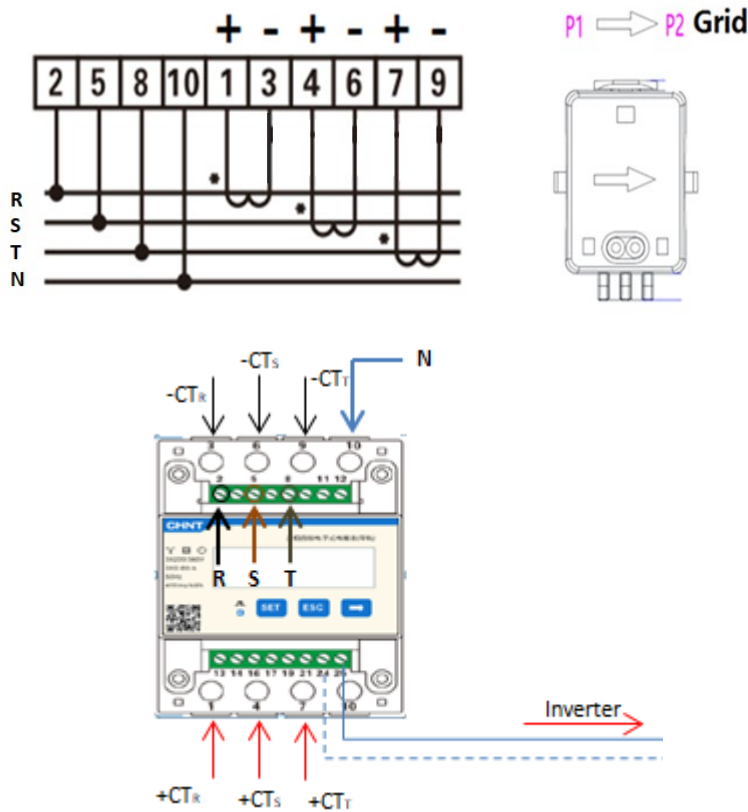 + - + - + -
P1 P2 Grid
2 5 8 10 1 3 4 6 7 9
*
*
*
R
S
T
N
-CTS
N
-CTT
-CTR
3 6 9 10
2 5 8 11 12
CHNT
R S T
SET ESC
13 14 16 17 19 21 24 25
1 4 7 10
Inverter
+CTR +CTS +CTT